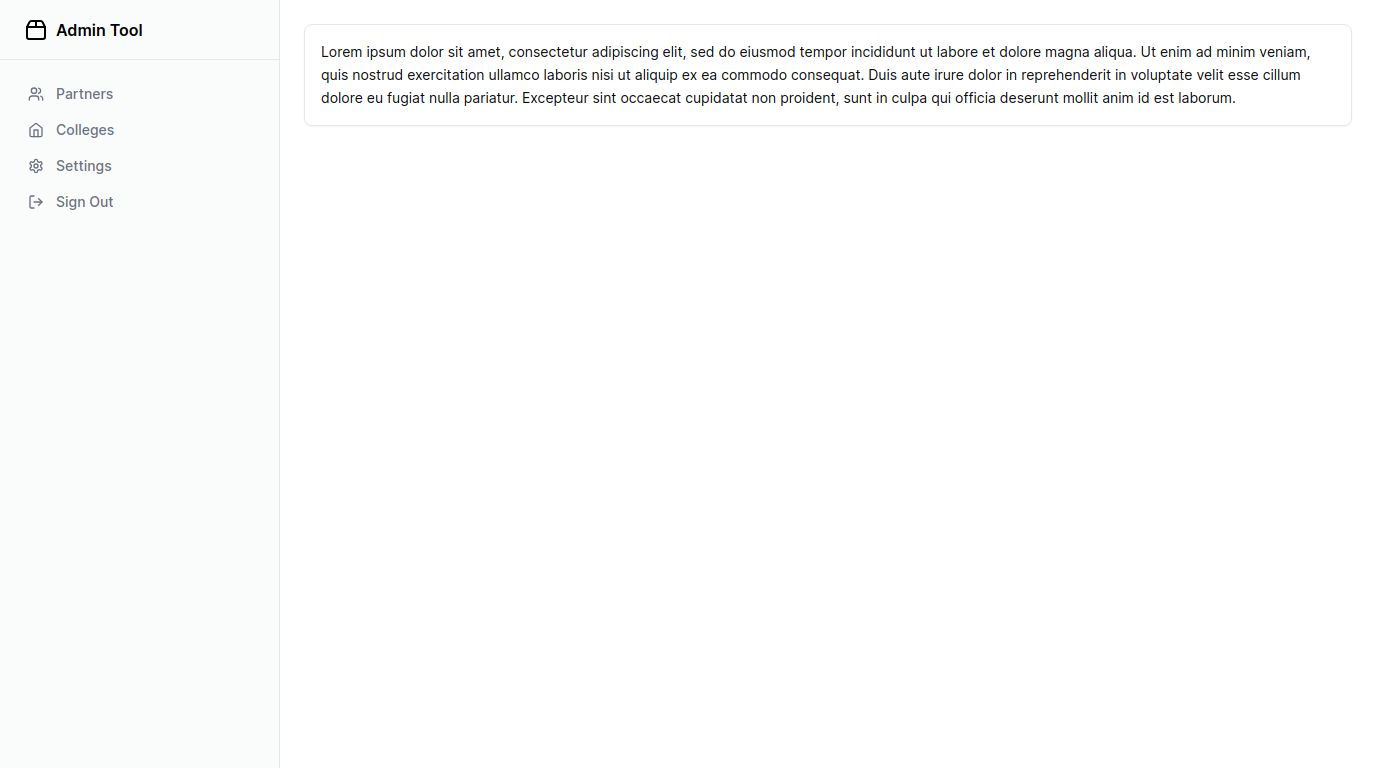 Admin Tool
Partners
Colleges
Settings
Sign Out
Lorem ipsum dolor sit amet, consectetur adipiscing elit, sed do eiusmod tempor incididunt ut labore et dolore magna aliqua. Ut enim ad minim veniam,
quis nostrud exercitation ullamco laboris nisi ut aliquip ex ea commodo consequat. Duis aute irure dolor in reprehenderit in voluptate velit esse cillum
dolore eu fugiat nulla pariatur. Excepteur sint occaecat cupidatat non proident, sunt in culpa qui officia deserunt mollit anim id est laborum.